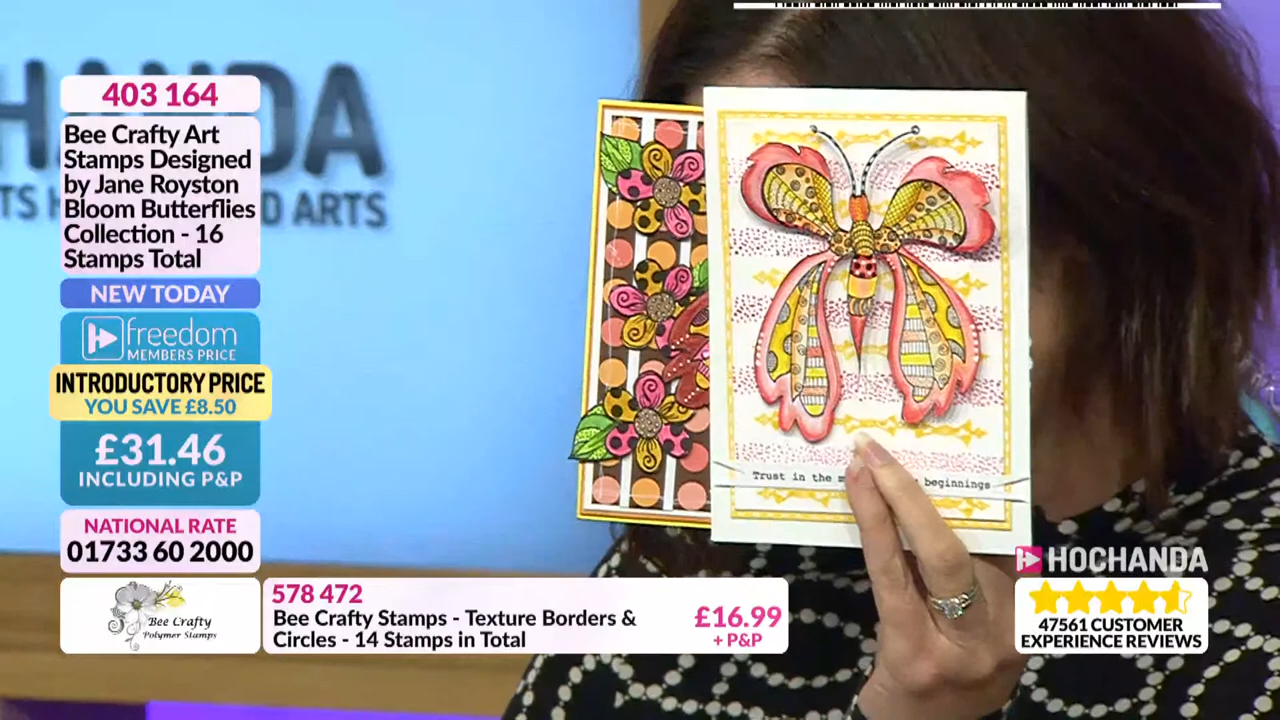 HANDA
TS H
D ARTS
403 164
Bee Crafty Art
Stamps Designed
by Jane Royston
Bloom Butterflies
Collection - 16
Stamps Total
NEW TODAY
freedom
MEMBERS PRICE
INTRODUCTORY PRICE
YOU SAVE £8.50
£31.46
INCLUDING P&P
NATIONAL RATE
01733 60 2000
Bee Crafty
Polymer Stamps
578 472
Bee Crafty Stamps - Texture Borders &
Circles - 14 Stamps in Total
£16.99
+ P&P
Trust in the
beginnings
HOCHANDA
47561 CUSTOMER
EXPERIENCE REVIEWS